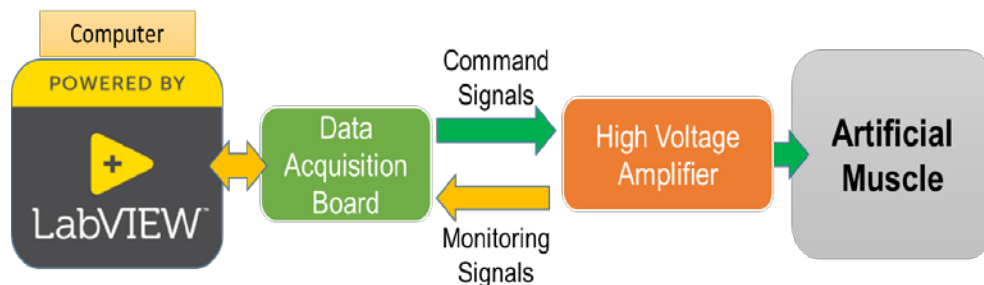 Computer
POWERED BY
LabVIEW™
Data
Acquisition
Board
Command
Signals
Monitoring
Signals
High Voltage
Amplifier
Artificial
Muscle